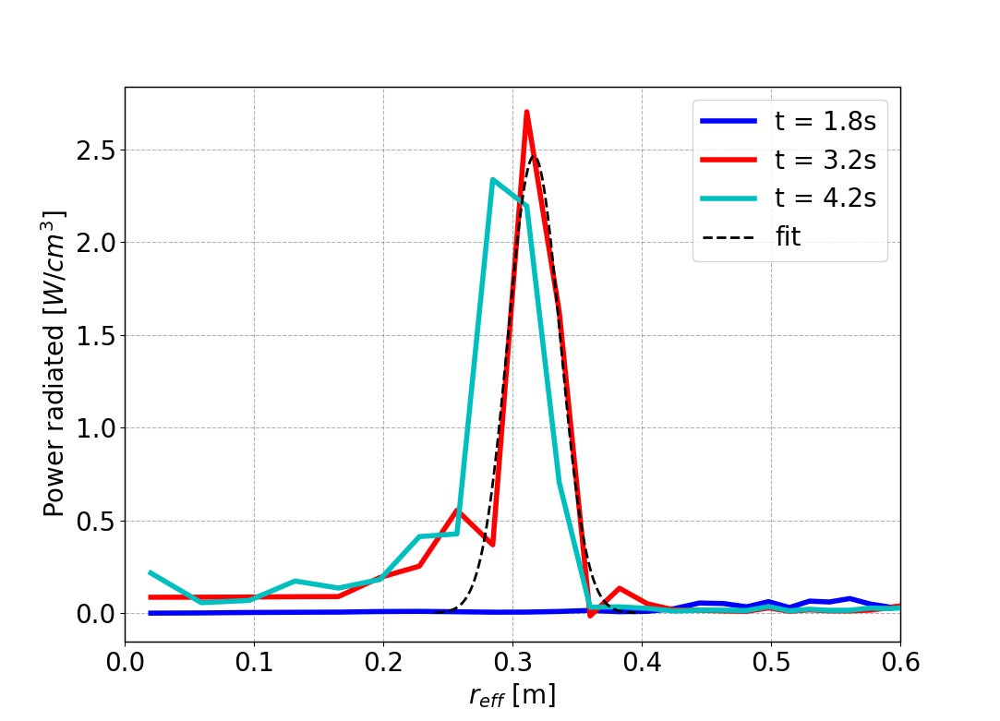 t = 1.8s
t = 3.2s
t = 4.2s
fit
Power radiated [W/cm³]
2.5
2.0
1.5
1.0
0.5
0.0
0.0 0.1 0.2 0.3 0.4 0.5 0.6
r_eff [m]